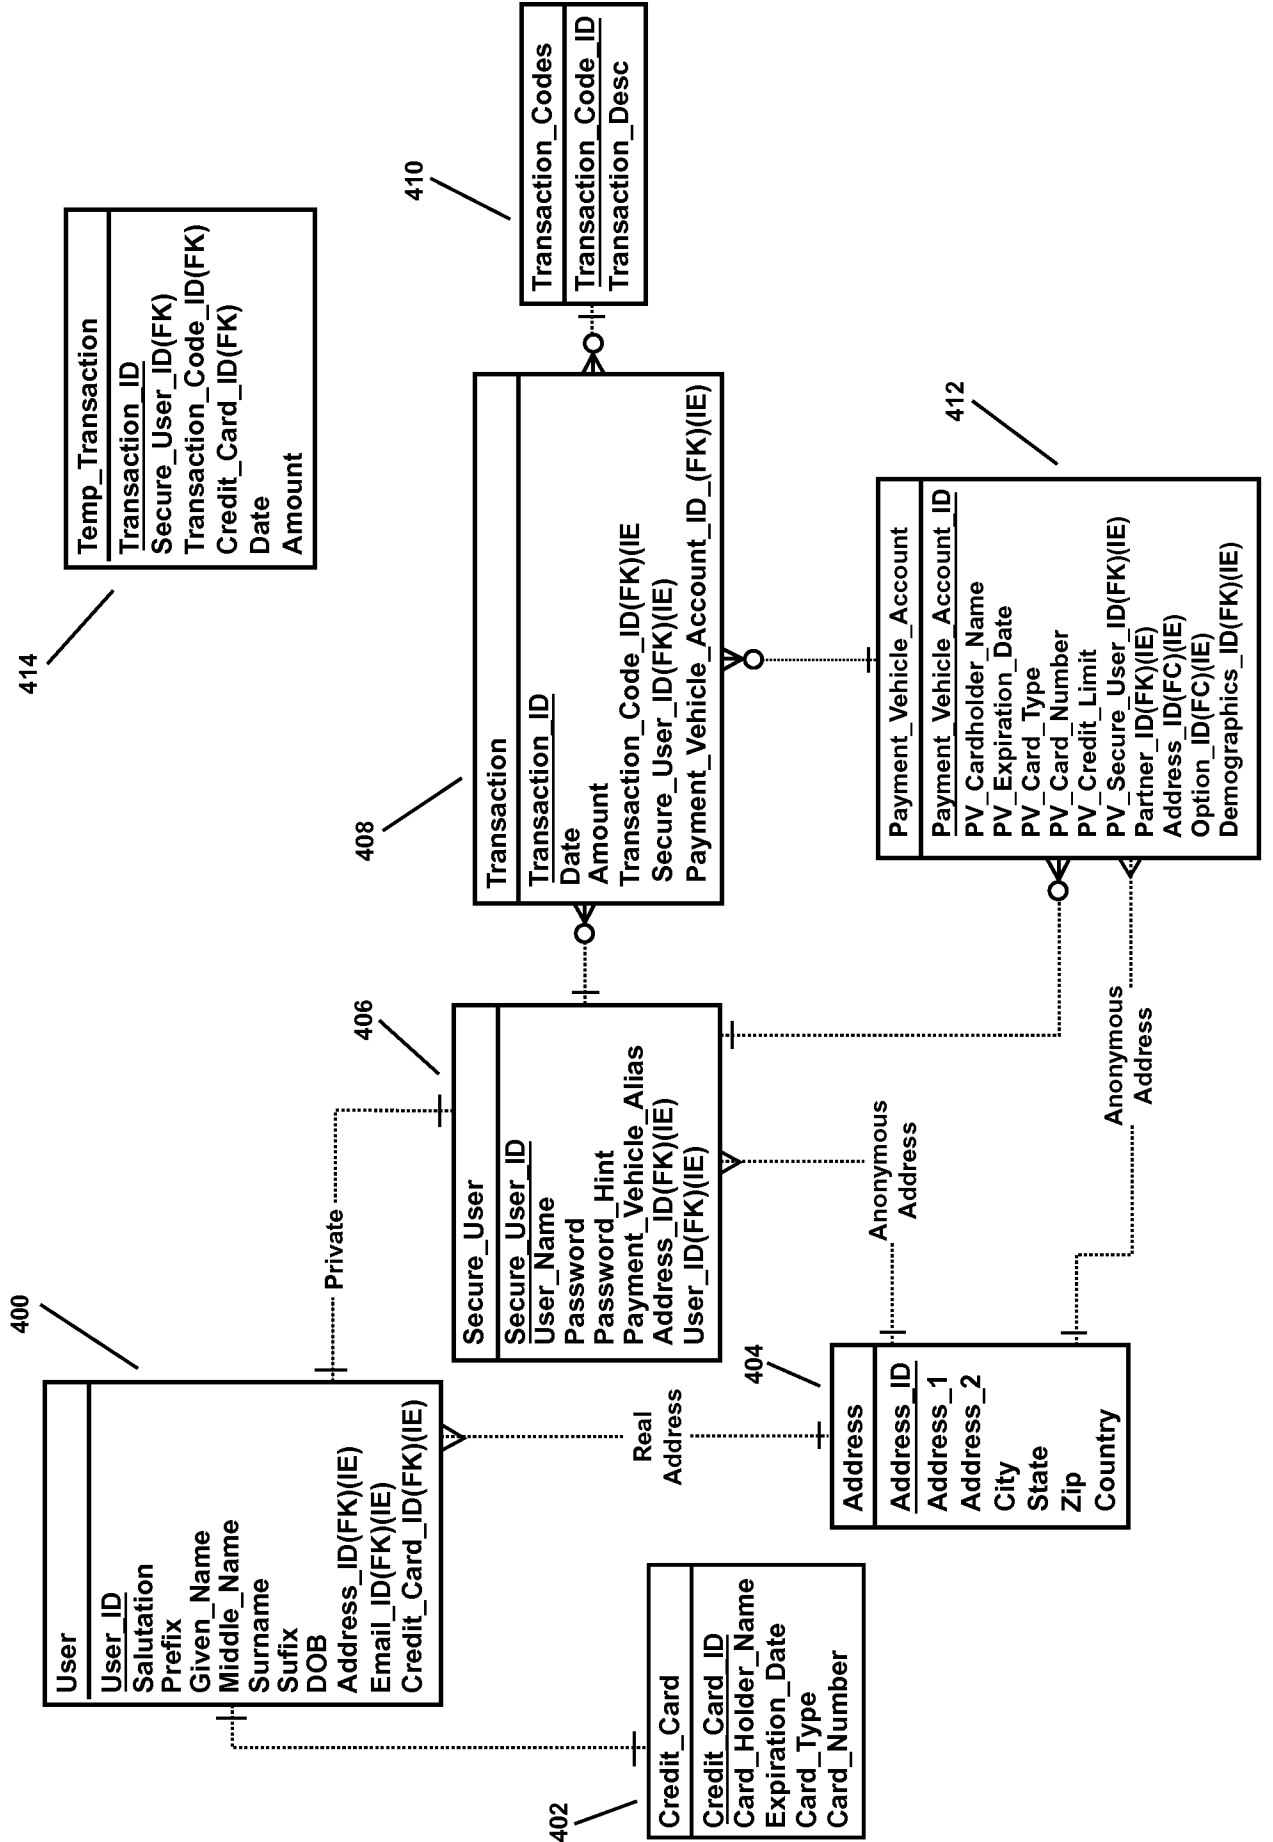 400
User
User_ID
Salutation
Prefix
Given_Name
Middle_Name
Surname
Sufix
DOB
Address_ID(FK)(IE)
Email_ID(FK)(IE)
Credit_Card_ID(FK)(IE)
Private
414
Temp_Transaction
Transaction_ID
Secure_User_ID(FK)
Transaction_Code_ID(FK)
Credit_Card_ID(FK)
Date
Amount
406
Secure_User
Secure_User_ID
User_Name
Password
Password_Hint
Payment_Vehicle_Alias
Address_ID(FK)(IE)
User_ID(FK)(IE)
408
Transaction
Transaction_ID
Date
Amount
Transaction_Code_ID(FK)(IE
Secure_User_ID(FK)(IE)
Payment_Vehicle_Account_ID_(FK)(IE)
410
Transaction_Codes
Transaction_Code_ID
Transaction_Desc
402
Credit_Card
Credit_Card_ID
Card_Holder_Name
Expiration_Date
Card_Type
Card_Number
Real
Address
404
Address
Address_ID
Address_1
Address_2
City
State
Zip
Country
Anonymous
Address
Anonymous
Address
412
Payment_Vehicle_Account
Payment_Vehicle_Account_ID
PV_Cardholder_Name
PV_Expiration_Date
PV_Card_Type
PV_Card_Number
PV_Credit_Limit
PV_Secure_User_ID(FK)(IE)
Partner_ID(FK)(IE)
Address_ID(FC)(IE)
Option_ID(FC)(IE)
Demographics_ID(FK)(IE)